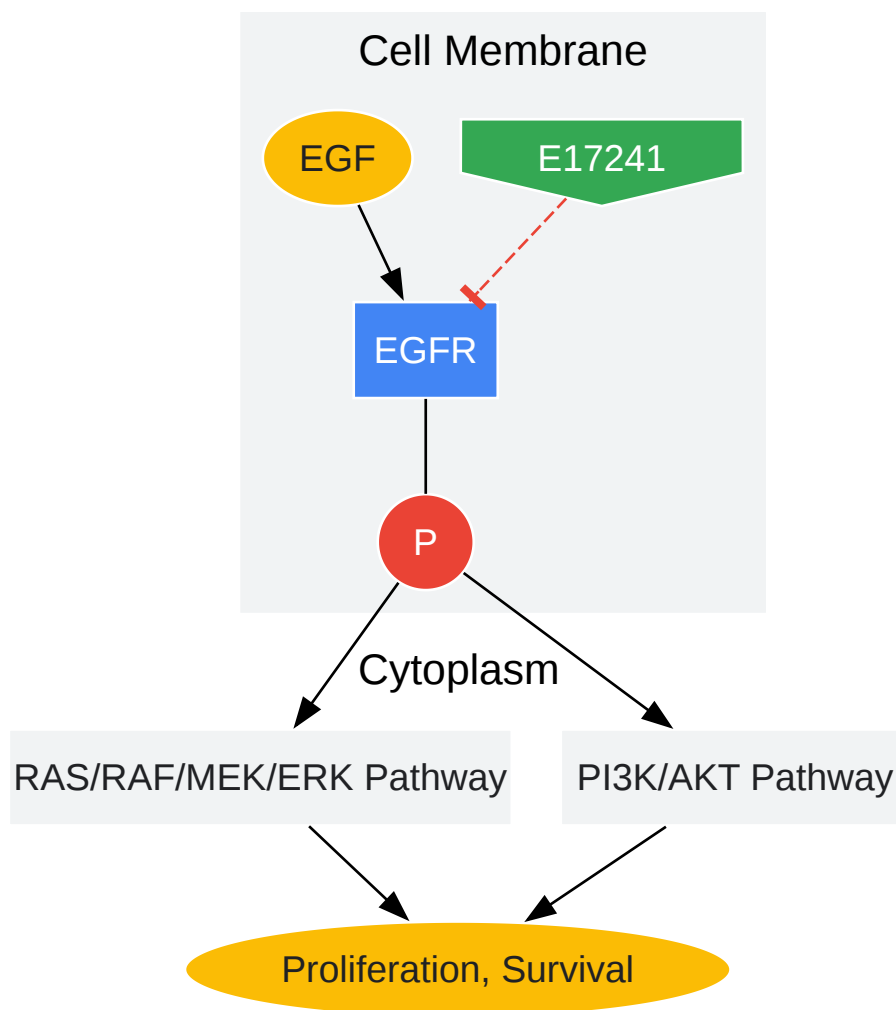 Cell Membrane
EGF
E17241
EGFR
P
Cytoplasm
RAS/RAF/MEK/ERK Pathway
PI3K/AKT Pathway
Proliferation, Survival